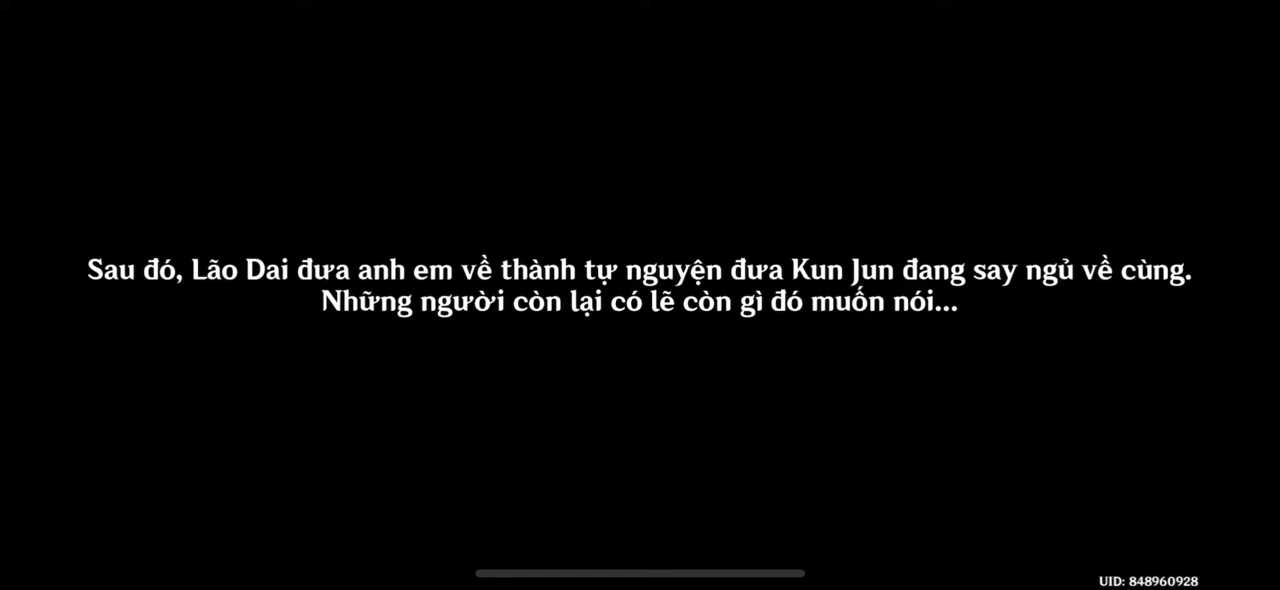 Sau đó, Lão Dai đưa anh em về thành tự nguyện đưa Kun Jun đang say ngủ về cùng.
Những người còn lại có lẽ còn gì đó muốn nói...
UID: 848960928